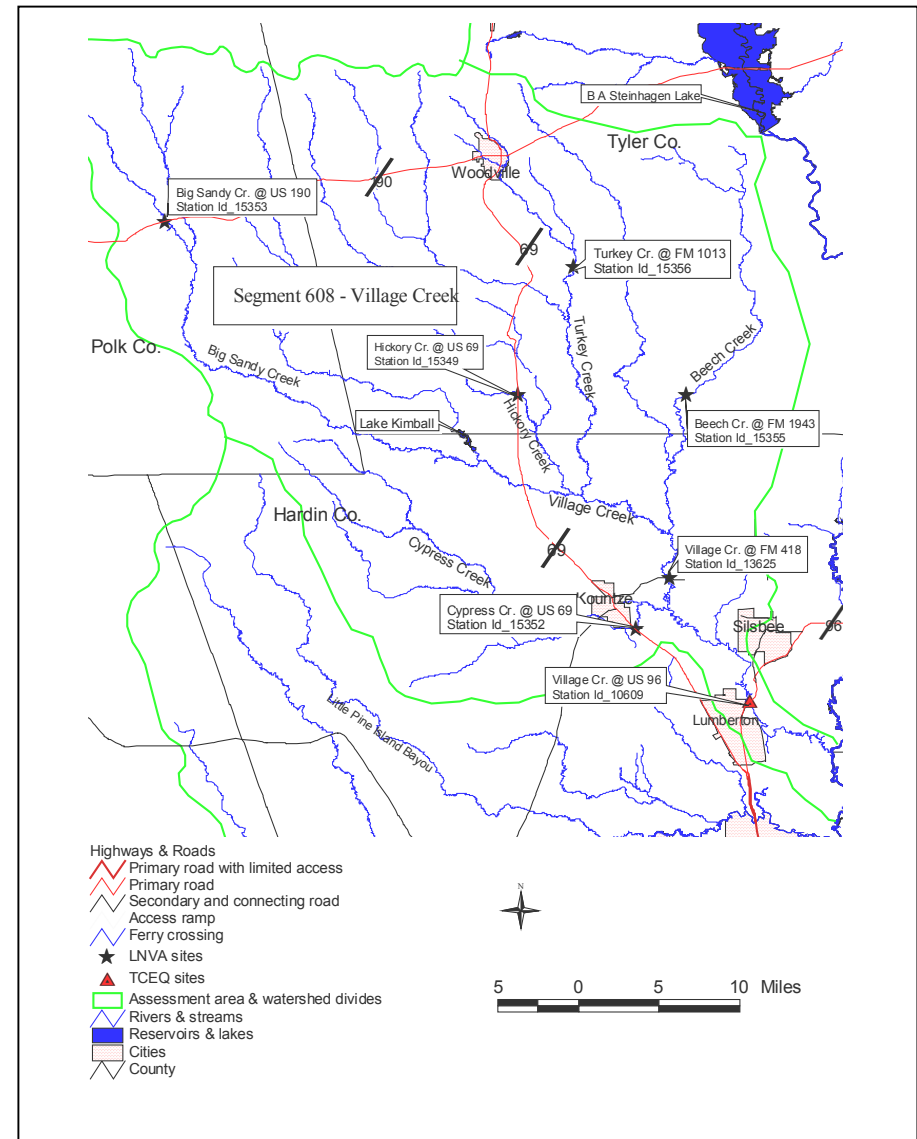 B A Steinhagen Lake
Tyler Co.
Woodville
90
Big Sandy Cr. @ US 190
Station Id_15353
69
Turkey Cr. @ FM 1013
Station Id_15356
Segment 608 - Village Creek
Polk Co.
Hickory Cr. @ US 69
Station Id_15349
Big Sandy Creek
Turkey Creek
Beech Creek
Hickory Creek
Lake Kimball
Beech Cr. @ FM 1943
Station Id_15355
Village Creek
Hardin Co.
Cypress Creek
69
Village Cr. @ FM 418
Station Id_13625
Kountze
Cypress Cr. @ US 69
Station Id_15352
Silsbee
96
Village Cr. @ US 96
Station Id_10609
Lumberton
Little Pine Island Bayou
Highways & Roads
Primary road with limited access
Primary road
Secondary and connecting road
Access ramp
Ferry crossing
LNVA sites
TCEQ sites
Assessment area & watershed divides
Rivers & streams
Reservoirs & lakes
Cities
County
N
5 0 5 10 Miles